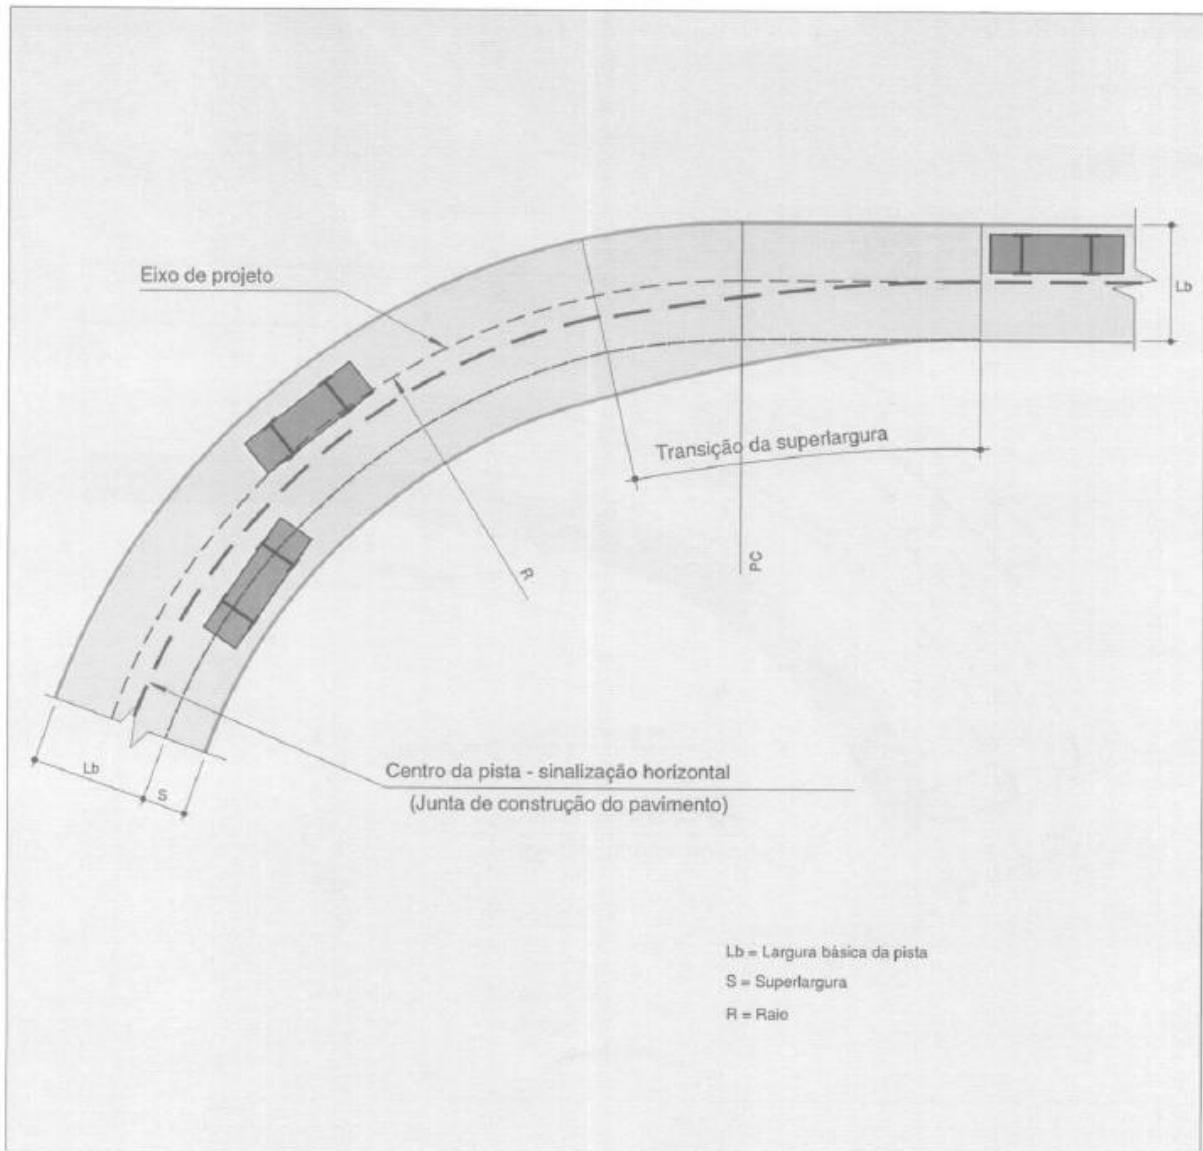 Eixo de projeto
Lb
Transição da superlargura
PC
R
Lb
S
Centro da pista - sinalização horizontal
(Junta de construção do pavimento)
Lb = Largura básica da pista
S = Superlargura
R = Raio